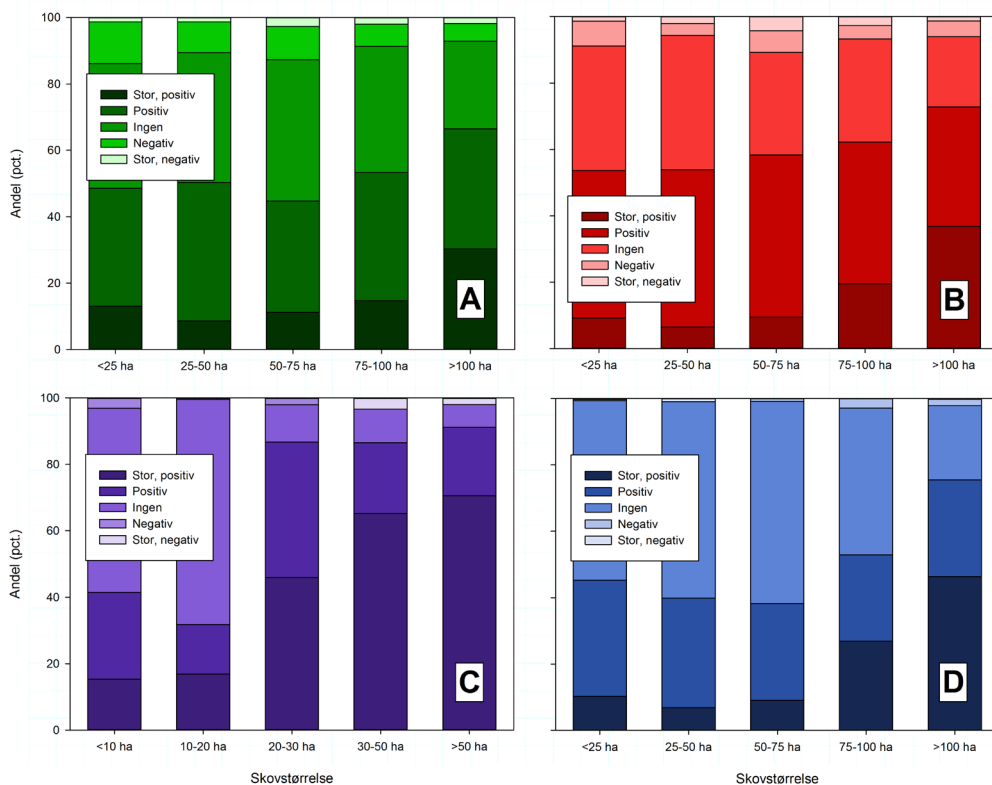 Andel (pct.)
100
80
60
40
20
0
Stor, positiv
Positiv
Ingen
Negativ
Stor, negativ
A
<25 ha
25-50 ha
50-75 ha
75-100 ha
>100 ha
Stor, positiv
Positiv
Ingen
Negativ
Stor, negativ
B
<25 ha
25-50 ha
50-75 ha
75-100 ha
>100 ha
Andel (pct.)
100
80
60
40
20
0
Stor, positiv
Positiv
Ingen
Negativ
Stor, negativ
C
<10 ha
10-20 ha
20-30 ha
30-50 ha
>50 ha
Skovstørrelse
Stor, positiv
Positiv
Ingen
Negativ
Stor, negativ
D
<25 ha
25-50 ha
50-75 ha
75-100 ha
>100 ha
Skovstørrelse